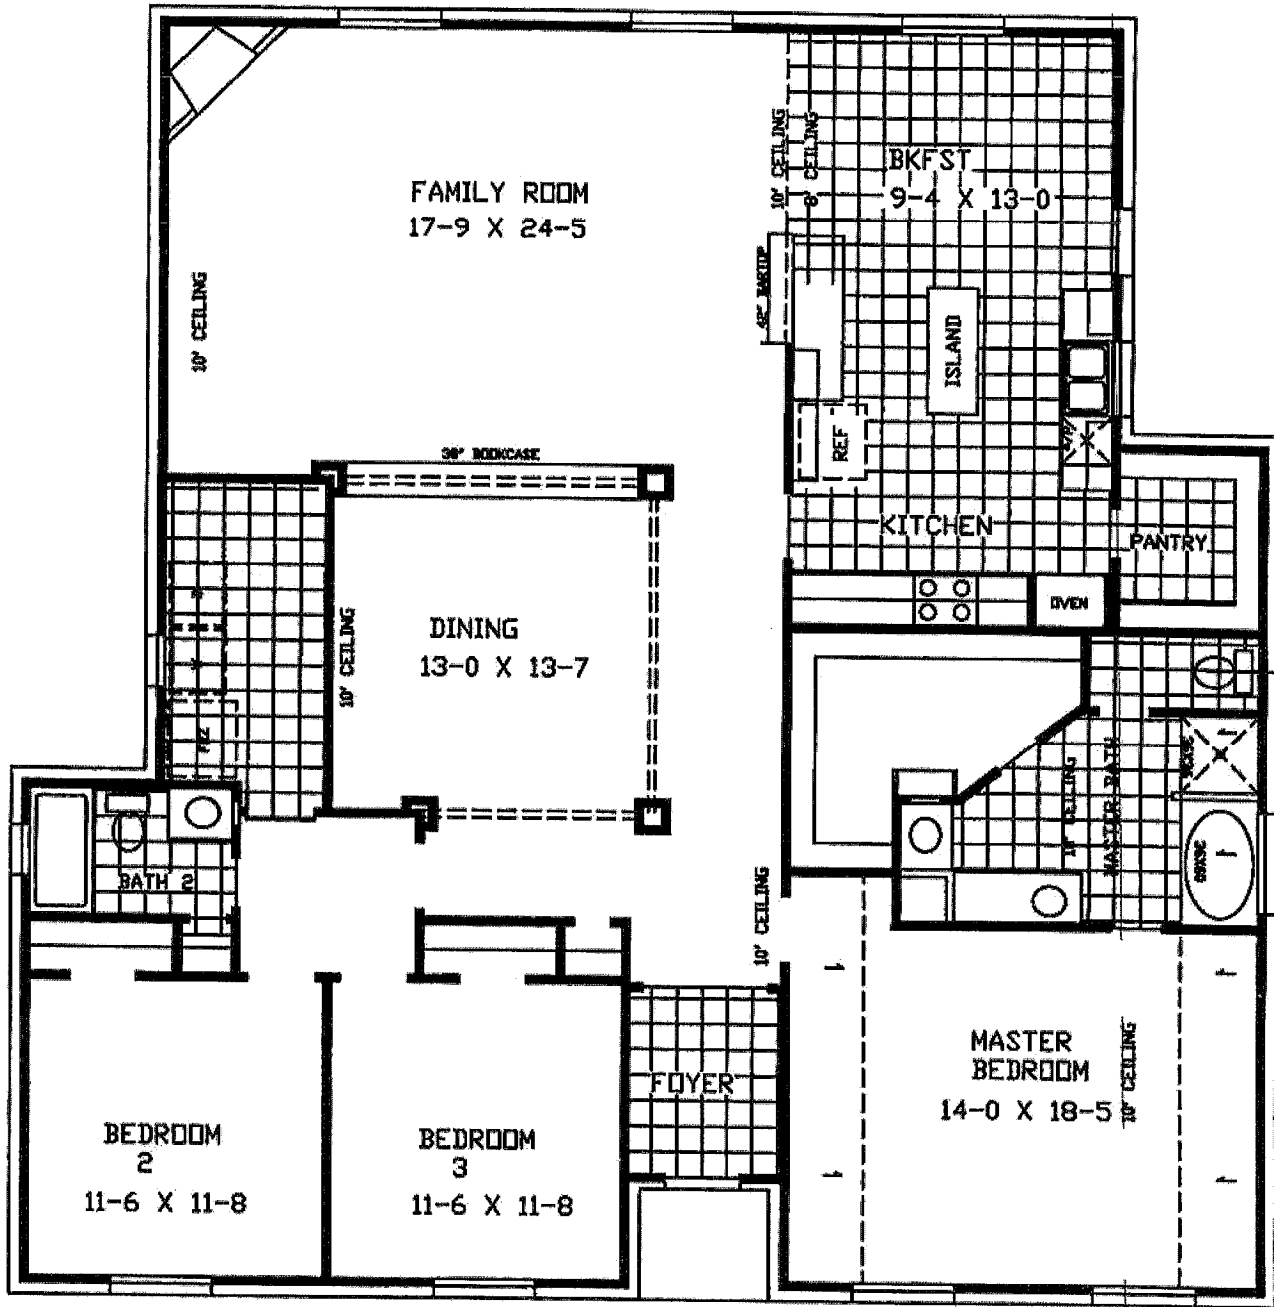 10' CEILING
8' CEILING
BKFST
9-4 X 13-0
FAMILY ROOM
17-9 X 24-5
10' CEILING
42" BARTOP
ISLAND
REF
36" BOOKCASE
KITCHEN
PANTRY
OVEN
DINING
13-0 X 13-7
10' CEILING
FRZ
10' CEILING
MASTER BATH
36X36
36X60
BATH 2
10' CEILING
FOYER
MASTER
BEDROOM
14-0 X 18-5
10' CEILING
BEDROOM
2
11-6 X 11-8
BEDROOM
3
11-6 X 11-8